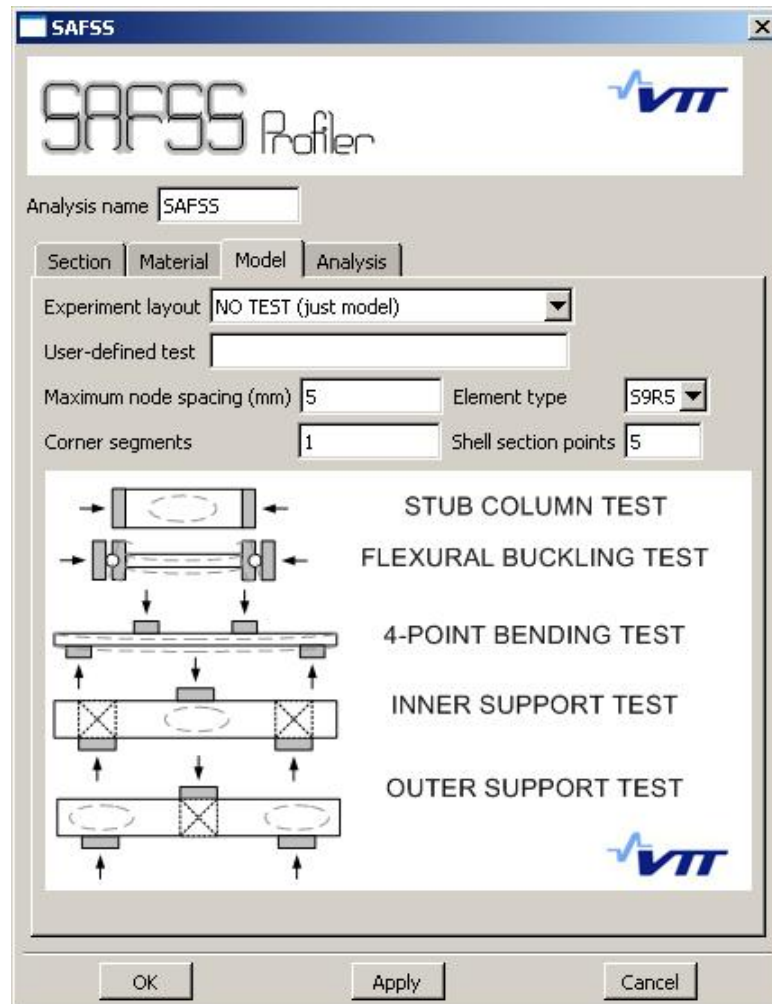 SAFSS
SAFSS Profiler
VTT
Analysis name SAFSS
Section Material Model Analysis
Experiment layout NO TEST (just model)
User-defined test
Maximum node spacing (mm) 5 Element type S9R5
Corner segments 1 Shell section points 5
STUB COLUMN TEST
FLEXURAL BUCKLING TEST
4-POINT BENDING TEST
INNER SUPPORT TEST
OUTER SUPPORT TEST
VTT
OK Apply Cancel